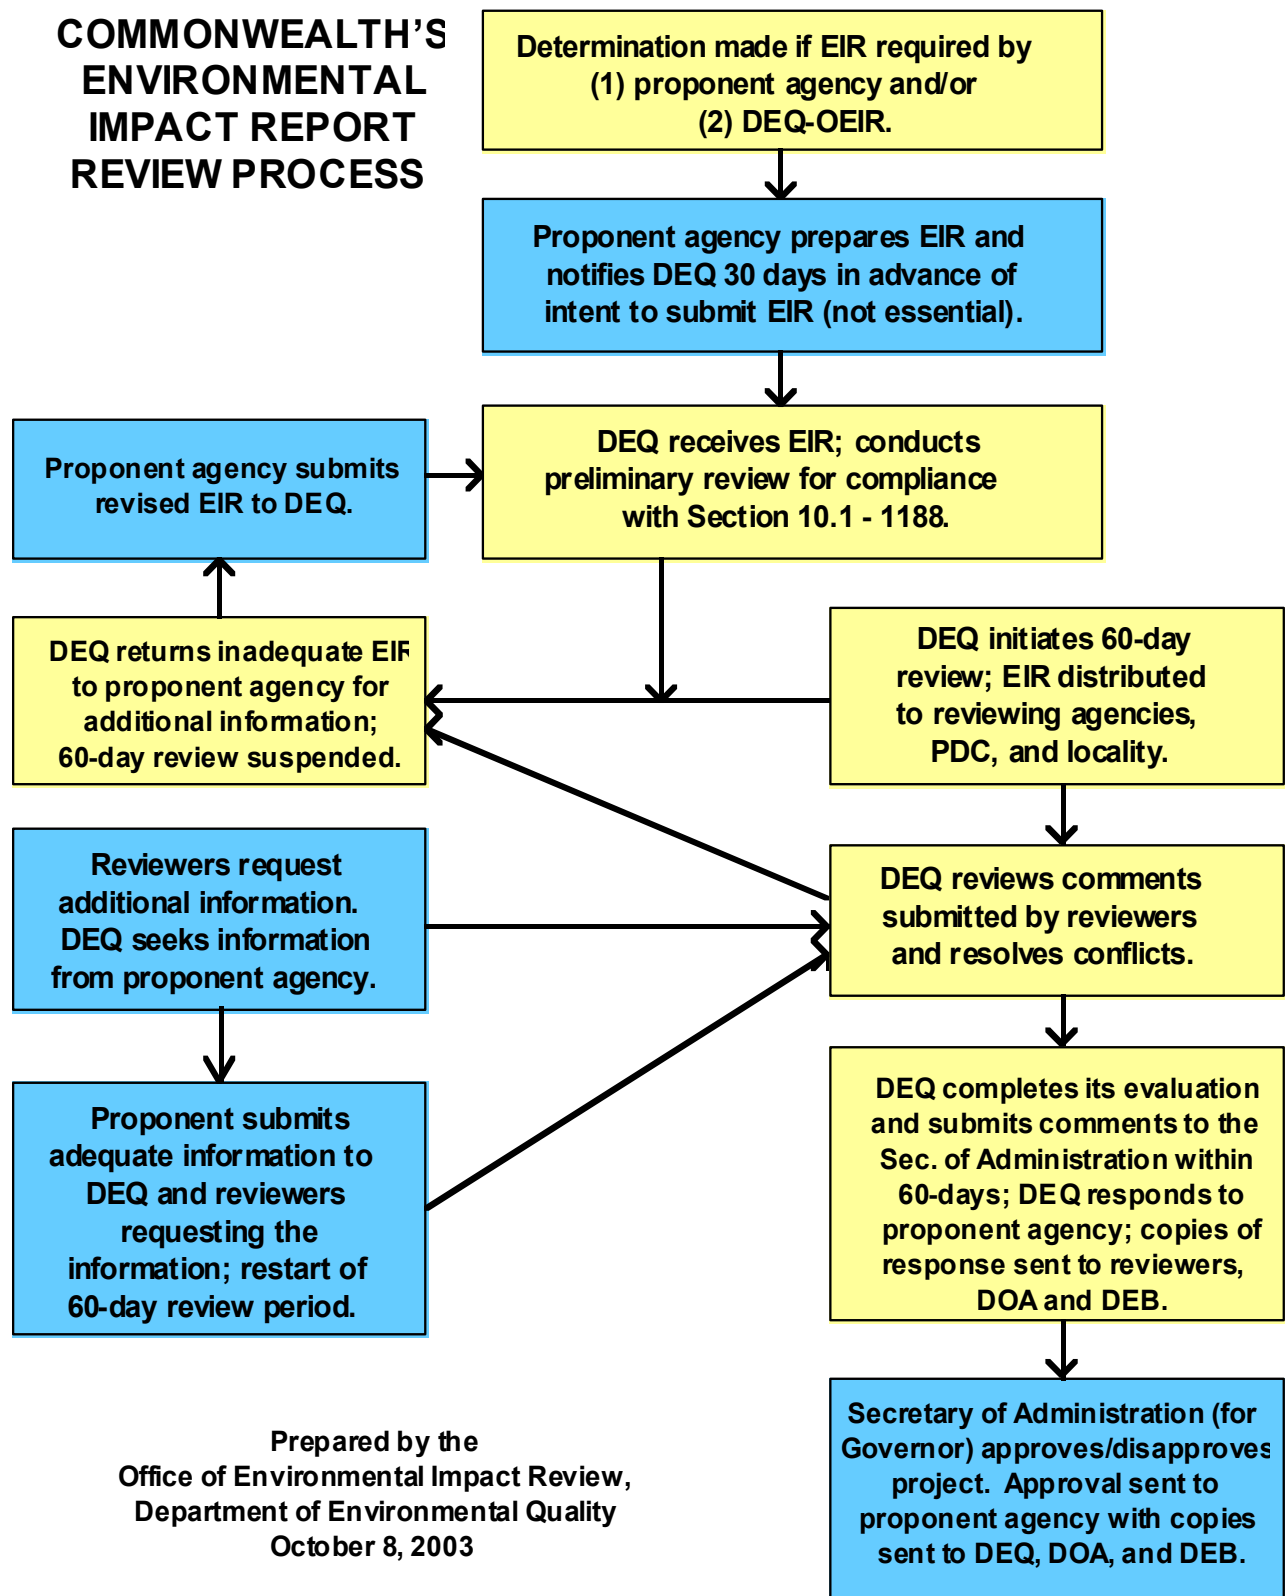 COMMONWEALTH'S
ENVIRONMENTAL
IMPACT REPORT
REVIEW PROCESS
Determination made if EIR required by
(1) proponent agency and/or
(2) DEQ-OEIR.
Proponent agency prepares EIR and
notifies DEQ 30 days in advance of
intent to submit EIR (not essential).
Proponent agency submits
revised EIR to DEQ.
DEQ receives EIR; conducts
preliminary review for compliance
with Section 10.1 - 1188.
DEQ returns inadequate EIR
to proponent agency for
additional information;
60-day review suspended.
DEQ initiates 60-day
review; EIR distributed
to reviewing agencies,
PDC, and locality.
Reviewers request
additional information.
DEQ seeks information
from proponent agency.
DEQ reviews comments
submitted by reviewers
and resolves conflicts.
Proponent submits
adequate information to
DEQ and reviewers
requesting the
information; restart of
60-day review period.
DEQ completes its evaluation
and submits comments to the
Sec. of Administration within
60-days; DEQ responds to
proponent agency; copies of
response sent to reviewers,
DOA and DEB.
Secretary of Administration (for
Governor) approves/disapproves
project. Approval sent to
proponent agency with copies
sent to DEQ, DOA, and DEB.
Prepared by the
Office of Environmental Impact Review,
Department of Environmental Quality
October 8, 2003